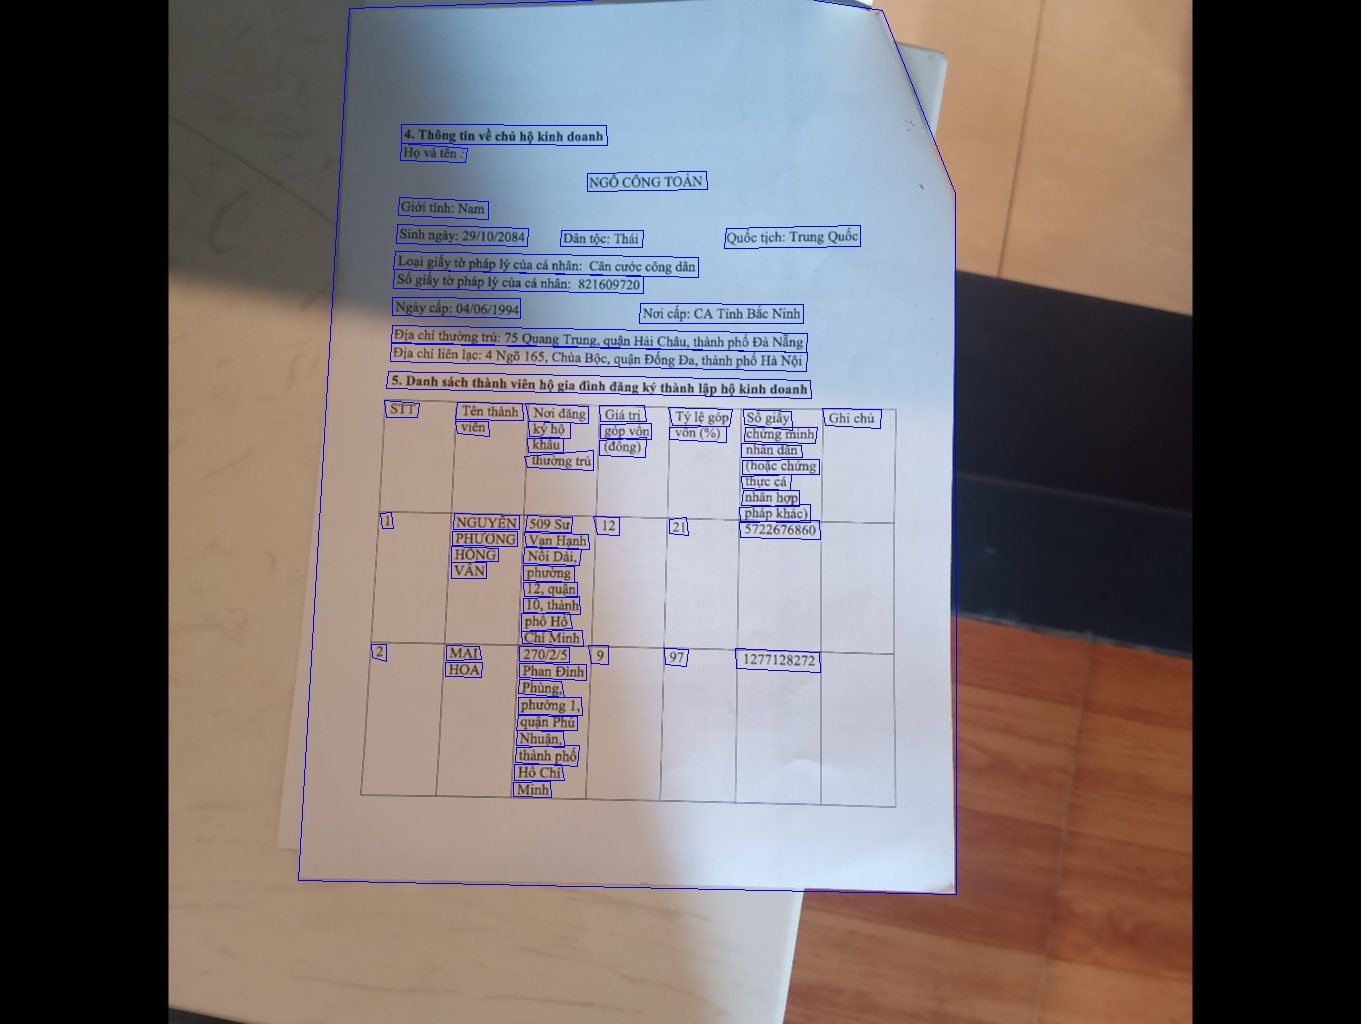 4. Thông tin về chủ hộ kinh doanh
Họ và tên :
NGÔ CÔNG TOÀN
Giới tính: Nam
Sinh ngày: 29/10/2084 Dân tộc: Thái Quốc tịch: Trung Quốc
Loại giấy tờ pháp lý của cá nhân: Căn cước công dân
Số giấy tờ pháp lý của cá nhân: 821609720
Ngày cấp: 04/06/1994 Nơi cấp: CA Tỉnh Bắc Ninh
Địa chỉ thường trú: 75 Quang Trung, quận Hải Châu, thành phố Đà Nẵng
Địa chỉ liên lạc: 4 Ngõ 165, Chùa Bộc, quận Đống Đa, thành phố Hà Nội
5. Danh sách thành viên hộ gia đình đăng ký thành lập hộ kinh doanh
STT
Tên thành
viên
Nơi đăng
ký hộ
khẩu
thường trú
Giá trị
góp vốn
(đồng)
Tỷ lệ góp
vốn (%)
Số giấy
chứng minh
nhân dân
(hoặc chứng
thực cá
nhân hợp
pháp khác)
Ghi chú
1
NGUYỄN
PHƯƠNG
HỒNG
VÂN
509 Sư
Vạn Hạnh
Nối Dài,
phường
12, quận
10, thành
phố Hồ
Chí Minh
12
21
5722676860
2
MAI
HOA
270/2/5
Phan Đình
Phùng,
phường 1,
quận Phú
Nhuận,
thành phố
Hồ Chí
Minh
9
97
1277128272